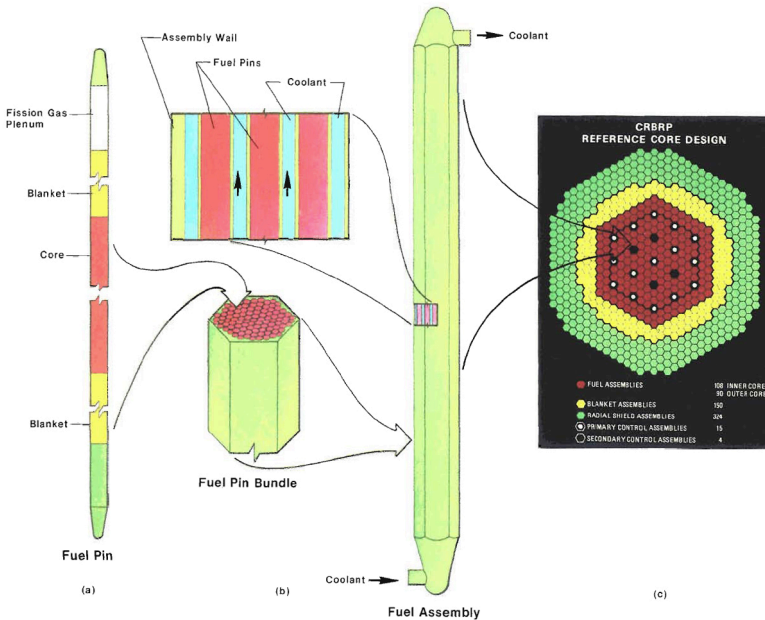 Assembly Wall
Fuel Pins
Coolant
Coolant
Fission Gas
Plenum
Blanket
Core
Blanket
Fuel Pin
(a)
Fuel Pin Bundle
(b)
Coolant
Fuel Assembly
CRBRP
REFERENCE CORE DESIGN
FUEL ASSEMBLIES 108 INNER CORE
90 OUTER CORE
BLANKET ASSEMBLIES 150
RADIAL SHIELD ASSEMBLIES 324
PRIMARY CONTROL ASSEMBLIES 15
SECONDARY CONTROL ASSEMBLIES 4
(c)